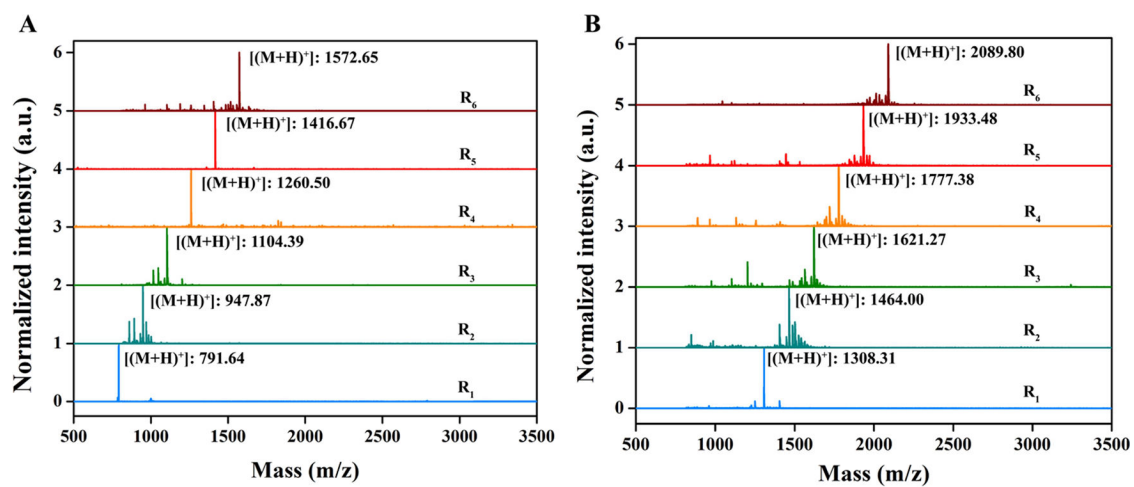 A
Normalized intensity (a.u.)
6
5
4
3
2
1
0
[(M+H)⁺]: 1572.65
R₆
[(M+H)⁺]: 1416.67
R₅
[(M+H)⁺]: 1260.50
R₄
[(M+H)⁺]: 1104.39
R₃
[(M+H)⁺]: 947.87
R₂
[(M+H)⁺]: 791.64
R₁
500 1000 1500 2000 2500 3000 3500
Mass (m/z)
B
Normalized intensity (a.u.)
6
5
4
3
2
1
0
[(M+H)⁺]: 2089.80
R₆
[(M+H)⁺]: 1933.48
R₅
[(M+H)⁺]: 1777.38
R₄
[(M+H)⁺]: 1621.27
R₃
[(M+H)⁺]: 1464.00
R₂
[(M+H)⁺]: 1308.31
R₁
500 1000 1500 2000 2500 3000 3500
Mass (m/z)